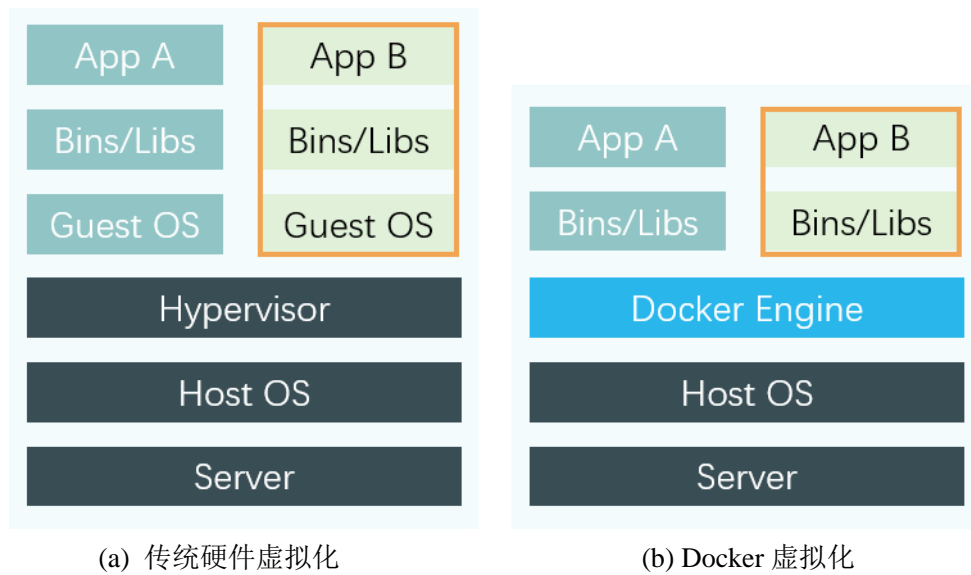 App A
App B
Bins/Libs
Bins/Libs
Guest OS
Guest OS
Hypervisor
Host OS
Server
(a) 传统硬件虚拟化
App A
App B
Bins/Libs
Bins/Libs
Docker Engine
Host OS
Server
(b) Docker 虚拟化